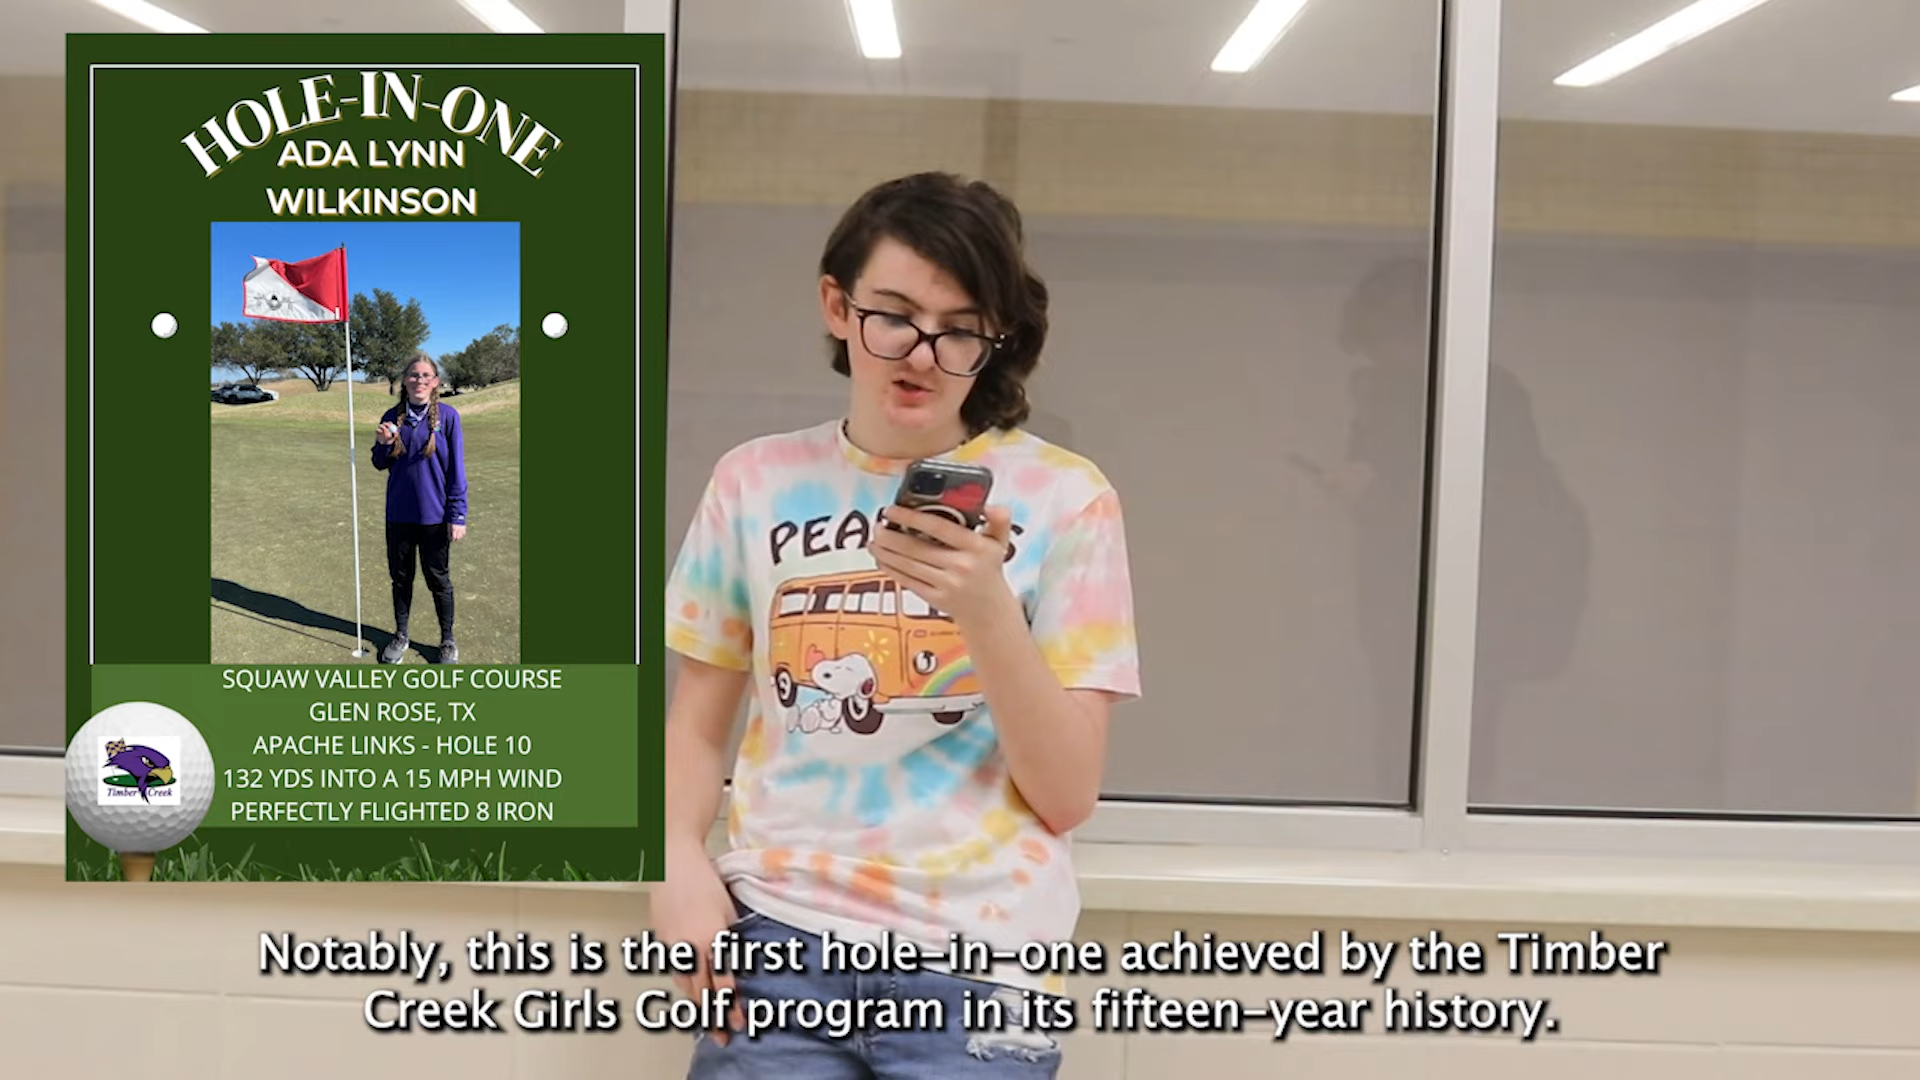 HOLE-IN-ONE
ADA LYNN
WILKINSON
SQUAW VALLEY GOLF COURSE
GLEN ROSE, TX
APACHE LINKS - HOLE 10
132 YDS INTO A 15 MPH WIND
PERFECTLY FLIGHTED 8 IRON
Timber Creek
Notably, this is the first hole-in-one achieved by the Timber
Creek Girls Golf program in its fifteen-year history.